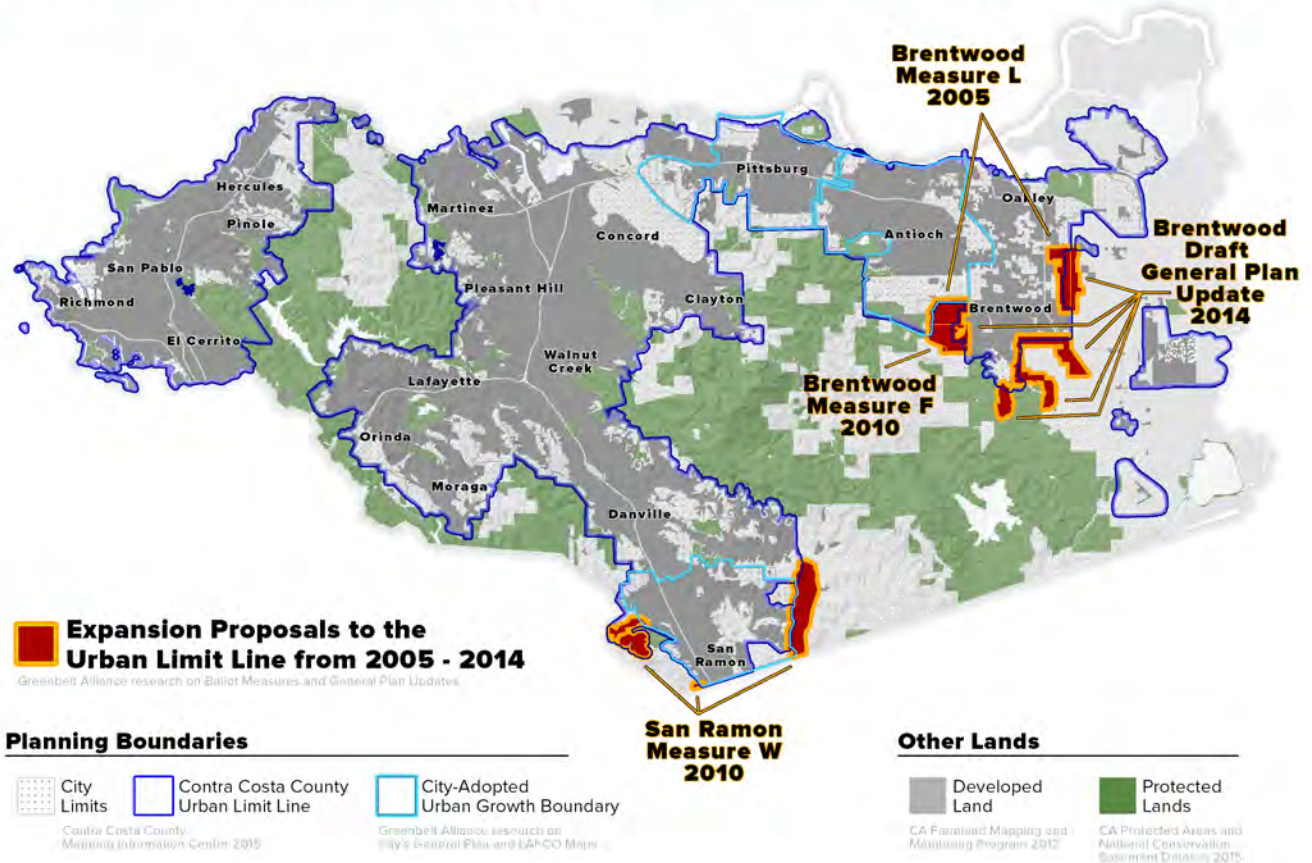 Brentwood
Measure L
2005
Hercules
Pinole
San Pablo
Richmond
El Cerrito
Martinez
Concord
Pleasant Hill
Clayton
Walnut
Creek
Lafayette
Orinda
Moraga
Danville
San
Ramon
Pittsburg
Antioch
Oakley
Brentwood
Brentwood
Draft
General Plan
Update
2014
Brentwood
Measure F
2010
San Ramon
Measure W
2010
Expansion Proposals to the
Urban Limit Line from 2005 - 2014
Greenbelt Alliance research on Ballot Measures and General Plan Updates
Planning Boundaries
City
Limits
Contra Costa County
Mapping Information Center 2015
Contra Costa County
Urban Limit Line
City-Adopted
Urban Growth Boundary
Greenbelt Alliance research on
City's General Plan and LAFCO Maps
Other Lands
Developed
Land
CA Farmland Mapping and
Monitoring Program 2012
Protected
Lands
CA Protected Areas and
National Conservation
Easement Database 2015